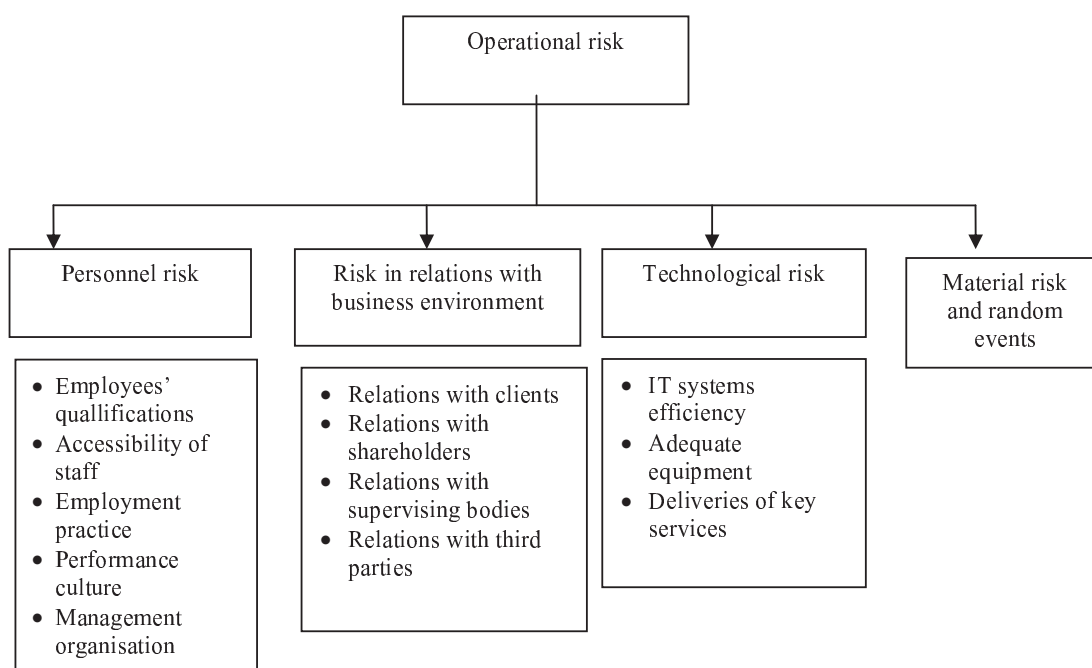 Operational risk
Personnel risk
Risk in relations with
business environment
Technological risk
Material risk
and random
events
• Employees’
quallifications
• Accessibility of
staff
• Employment
practice
• Performance
culture
• Management
organisation
• Relations with clients
• Relations with
shareholders
• Relations with
supervising bodies
• Relations with third
parties
• IT systems
efficiency
• Adequate
equipment
• Deliveries of key
services